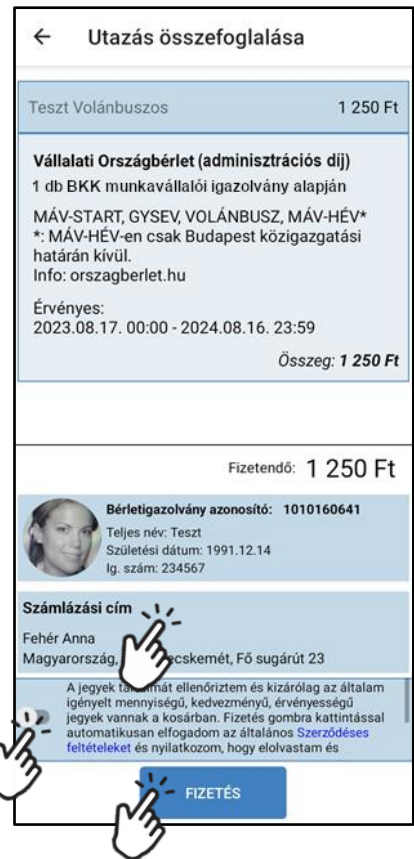 Utazás összefoglalása
Teszt Volánbuszos 1 250 Ft
Vállalati Országbérlet (adminisztrációs díj)
1 db BKK munkavállalói igazolvány alapján
MÁV-START, GYSEV, VOLÁNBUSZ, MÁV-HÉV*
*: MÁV-HÉV-en csak Budapest közigazgatási
határán kívül.
Info: orszagberlet.hu
Érvényes:
2023.08.17. 00:00 - 2024.08.16. 23:59
Összeg: 1 250 Ft
Fizetendő: 1 250 Ft
Bérletigazolvány azonosító: 1010160641
Teljes név: Teszt
Születési dátum: 1991.12.14
Ig. szám: 234567
Számlázási cím
Fehér Anna
Magyarország, Fő sugárút 23
A jegyek ellenőriztem és kizárólag az általam
igényelt mennyiségű, kedvezményű, érvényességű
jegyek vannak a kosárban. Fizetés gombra kattintással
automatikusan elfogadom az általános Szerződéses
feltételeket és nyilatkozom, hogy elolvastam és
FIZETÉS